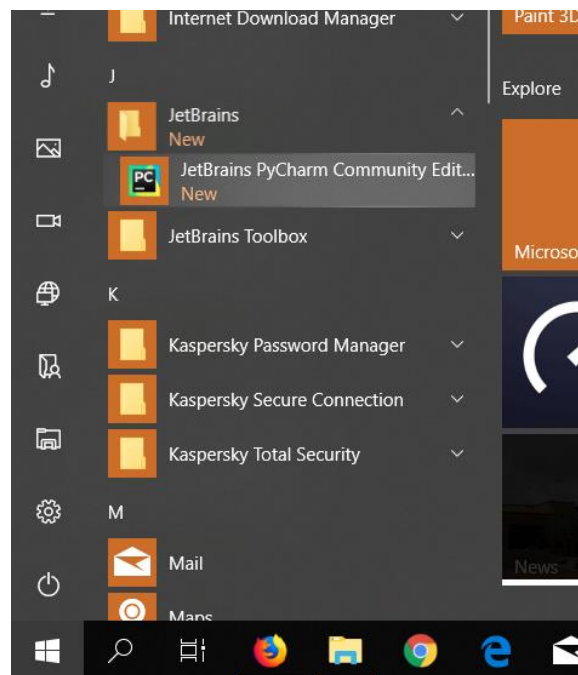 Internet Download Manager
Paint 3D
J
Explore
JetBrains
New
PC
JetBrains PyCharm Community Edit...
New
JetBrains Toolbox
Microso
K
Kaspersky Password Manager
Kaspersky Secure Connection
Kaspersky Total Security
M
Mail
News
Maps